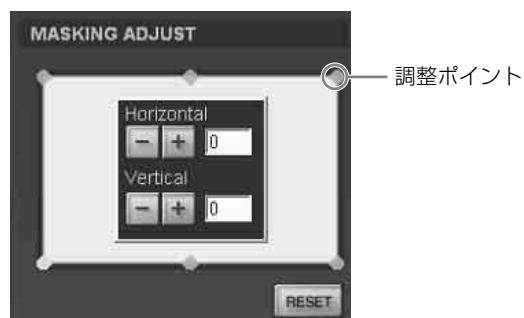 MASKING ADJUST
調整ポイント
Horizontal
− + 0
Vertical
− + 0
RESET